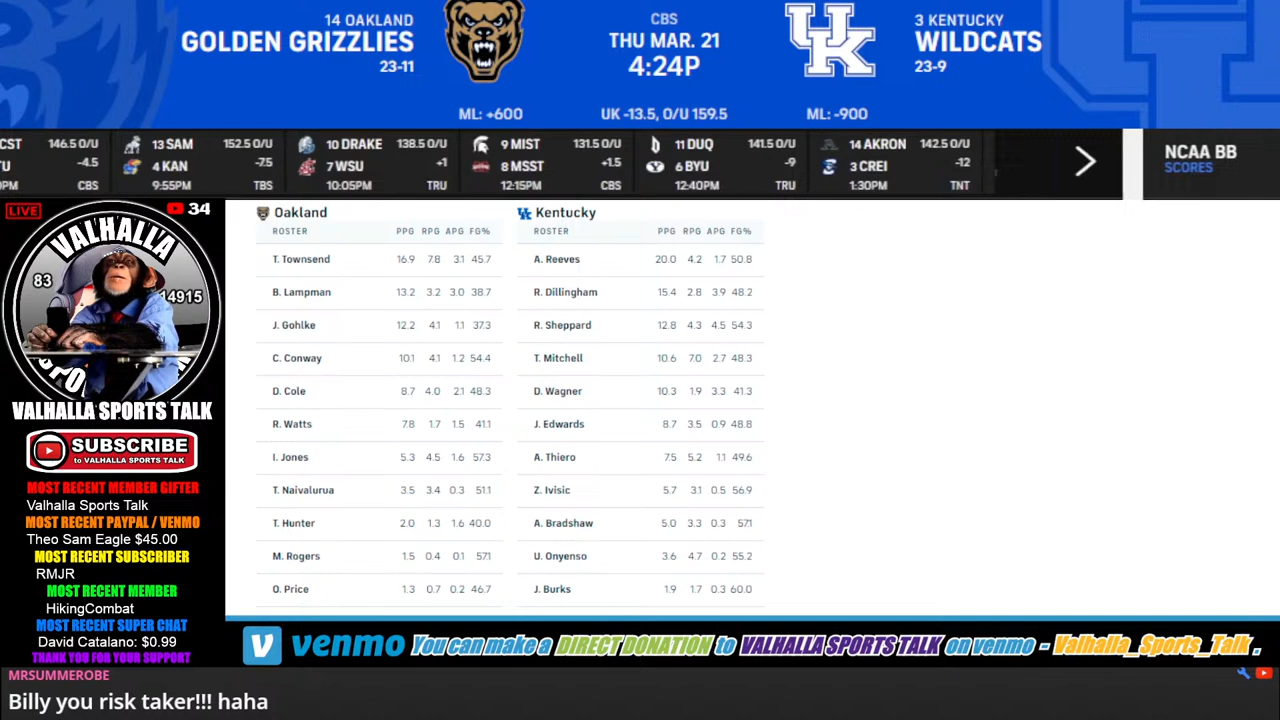 14 OAKLAND
GOLDEN GRIZZLIES
23-11
ML: +600
CBS
THU MAR. 21
4:24P
UK -13.5, O/U 159.5
UK
3 KENTUCKY
WILDCATS
23-9
ML: -900
CST 146.5 O/U
TU -4.5
PM CBS
13 SAM 152.5 O/U
4 KAN -7.5
9:55PM TBS
10 DRAKE 138.5 O/U
7 WSU +1
10:05PM TRU
9 MIST 131.5 O/U
8 MSST +1.5
12:15PM CBS
11 DUQ 141.5 O/U
6 BYU -9
12:40PM TRU
14 AKRON 142.5 O/U
3 CREI -12
1:30PM TNT
NCAA BB
SCORES
LIVE 34
VALHALLA
83 14915
VALHALLA SPORTS TALK
SUBSCRIBE
to VALHALLA SPORTS TALK
MOST RECENT MEMBER GIFTER
Valhalla Sports Talk
MOST RECENT PAYPAL / VENMO
Theo Sam Eagle $45.00
MOST RECENT SUBSCRIBER
RMJR
MOST RECENT MEMBER
HikingCombat
MOST RECENT SUPER CHAT
David Catalano: $0.99
THANK YOU FOR YOUR SUPPORT
Oakland
ROSTER PPG RPG APG FG%
T. Townsend 16.9 7.8 3.1 45.7
B. Lampman 13.2 3.2 3.0 38.7
J. Gohlke 12.2 4.1 1.1 37.3
C. Conway 10.1 4.1 1.2 54.4
D. Cole 8.7 4.0 2.1 48.3
R. Watts 7.8 1.7 1.5 41.1
I. Jones 5.3 4.5 1.6 57.3
T. Naivalurua 3.5 3.4 0.3 51.1
T. Hunter 2.0 1.3 1.6 40.0
M. Rogers 1.5 0.4 0.1 57.1
O. Price 1.3 0.7 0.2 46.7
Kentucky
ROSTER PPG RPG APG FG%
A. Reeves 20.0 4.2 1.7 50.8
R. Dillingham 15.4 2.8 3.9 48.2
R. Sheppard 12.8 4.3 4.5 54.3
T. Mitchell 10.6 7.0 2.7 48.3
D. Wagner 10.3 1.9 3.3 41.3
J. Edwards 8.7 3.5 0.9 48.8
A. Thiero 7.5 5.2 1.1 49.6
Z. Ivisic 5.7 3.1 0.5 56.9
A. Bradshaw 5.0 3.3 0.3 57.1
U. Onyenso 3.6 4.7 0.2 55.2
J. Burks 1.9 1.7 0.3 60.0
venmo You can make a DIRECT DONATION to VALHALLA SPORTS TALK on venmo - Valhalla_Sports_Talk .
MRSUMMEROBE
Billy you risk taker!!! haha